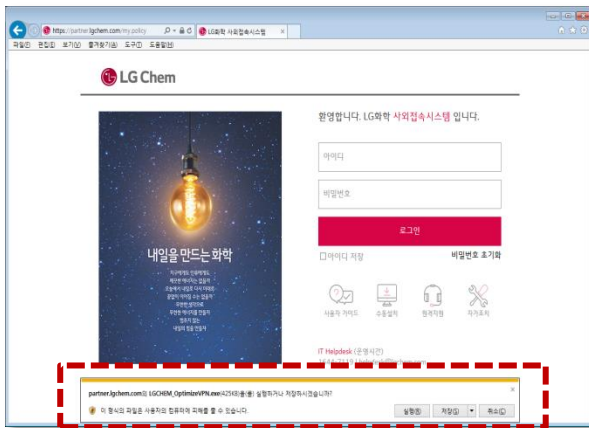 https://partner.lgchem.com/my.policy
LG화학 사외접속시스템
파일(F) 편집(E) 보기(V) 즐겨찾기(A) 도구(T) 도움말(H)
LG Chem
환영합니다. LG화학 사외접속시스템 입니다.
아이디
비밀번호
로그인
아이디 저장
비밀번호 초기화
내일을 만드는 화학
사용자 가이드
수동설치
원격지원
자가조치
IT Helpdesk (운영시간)
partner.lgchem.com의 LGCHEM_OptimizeVPN.exe(425KB)을(를) 실행하거나 저장하시겠습니까?
이 형식의 파일은 사용자의 컴퓨터에 피해를 줄 수 있습니다.
실행(R)
저장(S)
취소(C)